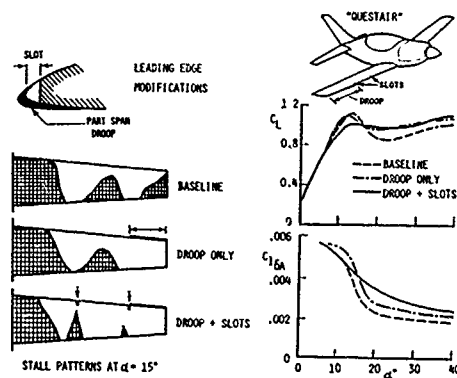 SLOT
LEADING EDGE
MODIFICATIONS
PART SPAN
DROOP
BASELINE
DROOP ONLY
DROOP + SLOTS
STALL PATTERNS AT α = 15°
"QUESTAIR"
SLOTS
DROOP
1.2
C_L
0.8
0.4
0
BASELINE
DROOP ONLY
DROOP + SLOTS
.006
C_lδA
.004
.002
0
0 10 20 30 40
α°